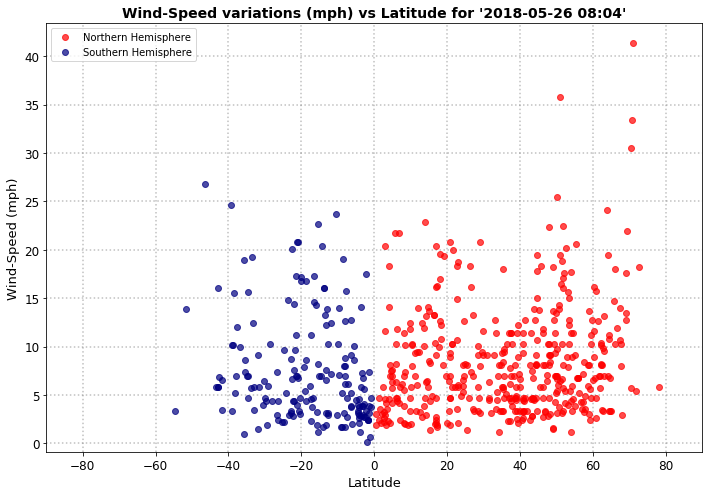 Wind-Speed variations (mph) vs Latitude for '2018-05-26 08:04'
Northern Hemisphere
Southern Hemisphere
Wind-Speed (mph)
40
35
30
25
20
15
10
5
0
−80 −60 −40 −20 0 20 40 60 80
Latitude